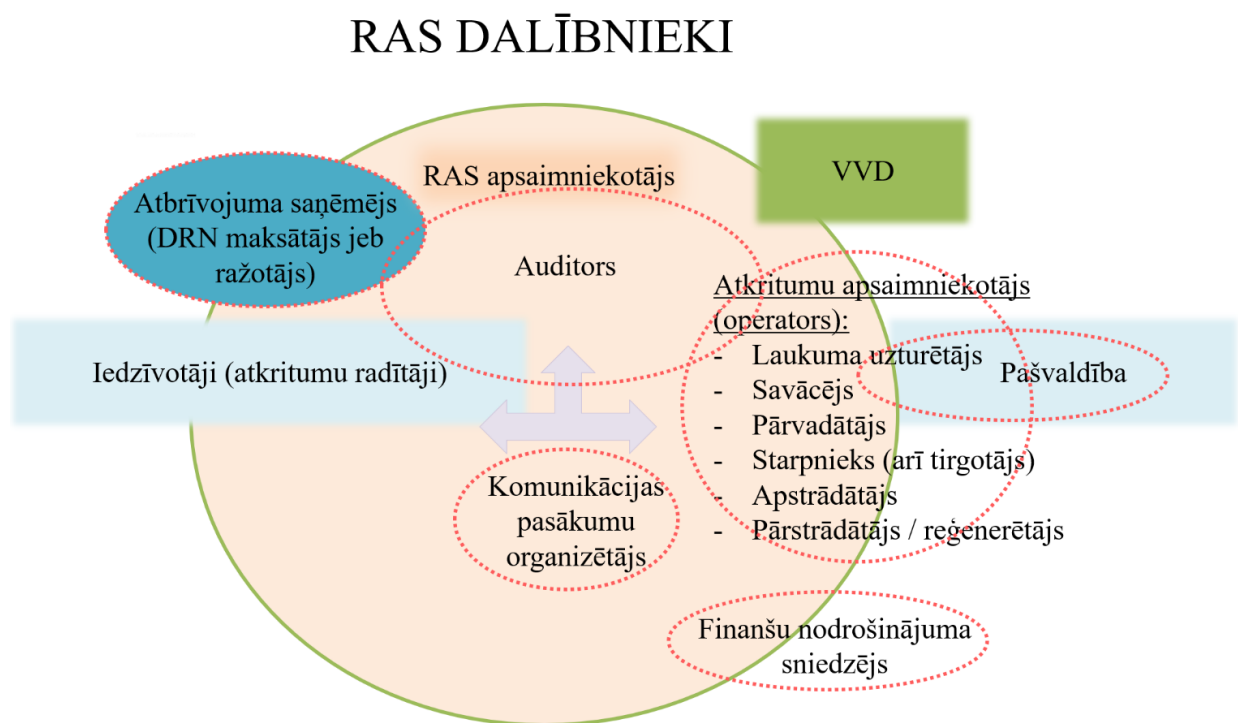 RAS DALĪBNIEKI
RAS apsaimniekotājs
VVD
Atbrīvojuma saņēmējs
(DRN maksātājs jeb
ražotājs)
Auditors
Atkritumu apsaimniekotājs
(operators):
- Laukuma uzturētājs
- Savācējs
- Pārvadātājs
- Starpnieks (arī tirgotājs)
- Apstrādātājs
- Pārstrādātājs / reģenerētājs
Iedzīvotāji (atkritumu radītāji)
Pašvaldība
Komunikācijas
pasākumu
organizētājs
Finanšu nodrošinājuma
sniedzējs